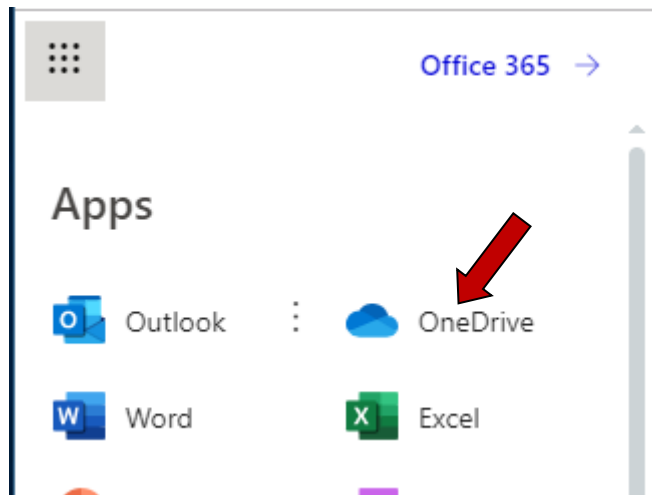 Office 365 →
Apps
Outlook
OneDrive
Word
Excel